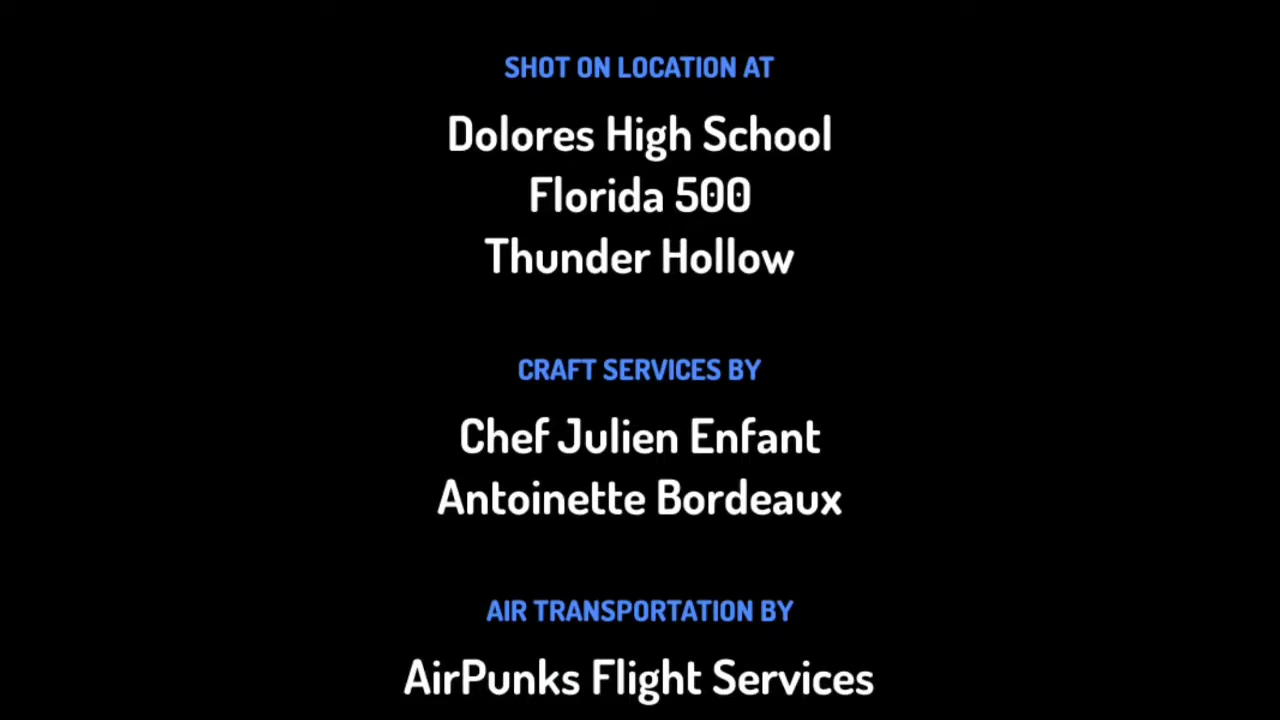 SHOT ON LOCATION AT
Dolores High School
Florida 500
Thunder Hollow
CRAFT SERVICES BY
Chef Julien Enfant
Antoinette Bordeaux
AIR TRANSPORTATION BY
AirPunks Flight Services